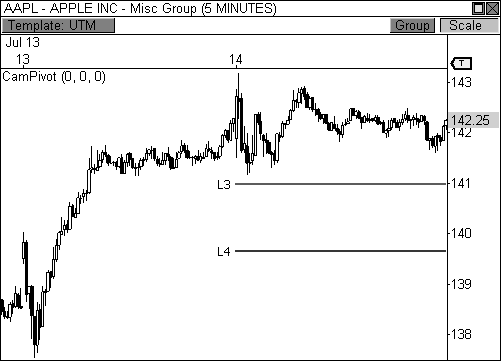 AAPL - APPLE INC - Misc Group (5 MINUTES)
Template: UTM Group Scale
Jul 13
13 14
CamPivot (0, 0, 0) T
143
142.25
142
L3 141
140
L4
139
138